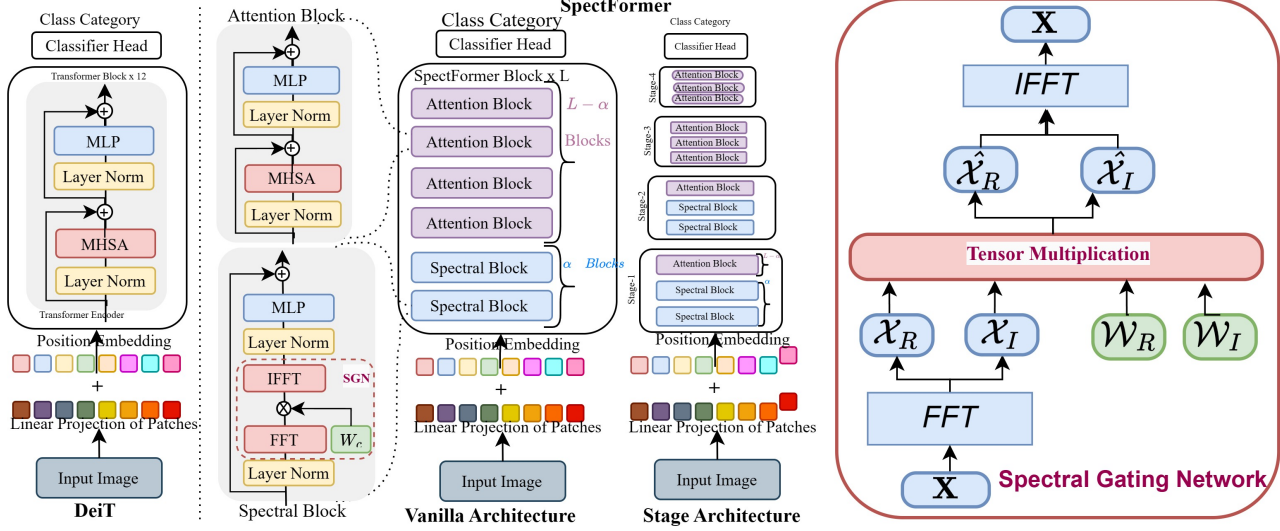 SpectFormer
Class Category
Classifier Head
Transformer Block x 12
+
MLP
Layer Norm
+
MHSA
Layer Norm
Transformer Encoder
Position Embedding
+
Linear Projection of Patches
Input Image
DeiT
Attention Block
+
MLP
Layer Norm
+
MHSA
Layer Norm
+
MLP
Layer Norm
IFFT
SGN
FFT
W_c
Layer Norm
Spectral Block
Class Category
Classifier Head
SpectFormer Block x L
Attention Block
L − α
Attention Block
Blocks
Attention Block
Attention Block
Spectral Block
α Blocks
Spectral Block
Position Embedding
+
Linear Projection of Patches
Input Image
Vanilla Architecture
Class Category
Classifier Head
Stage-4
Attention Block
Attention Block
Attention Block
Stage-3
Attention Block
Attention Block
Attention Block
Stage-2
Attention Block
Spectral Block
Spectral Block
Stage-1
Attention Block
L − α
Spectral Block
α
Spectral Block
Position Embedding
+
Linear Projection of Patches
Input Image
Stage Architecture
X
IFFT
X̂_R X̂_I
Tensor Multiplication
X_R X_I W_R W_I
FFT
X
Spectral Gating Network